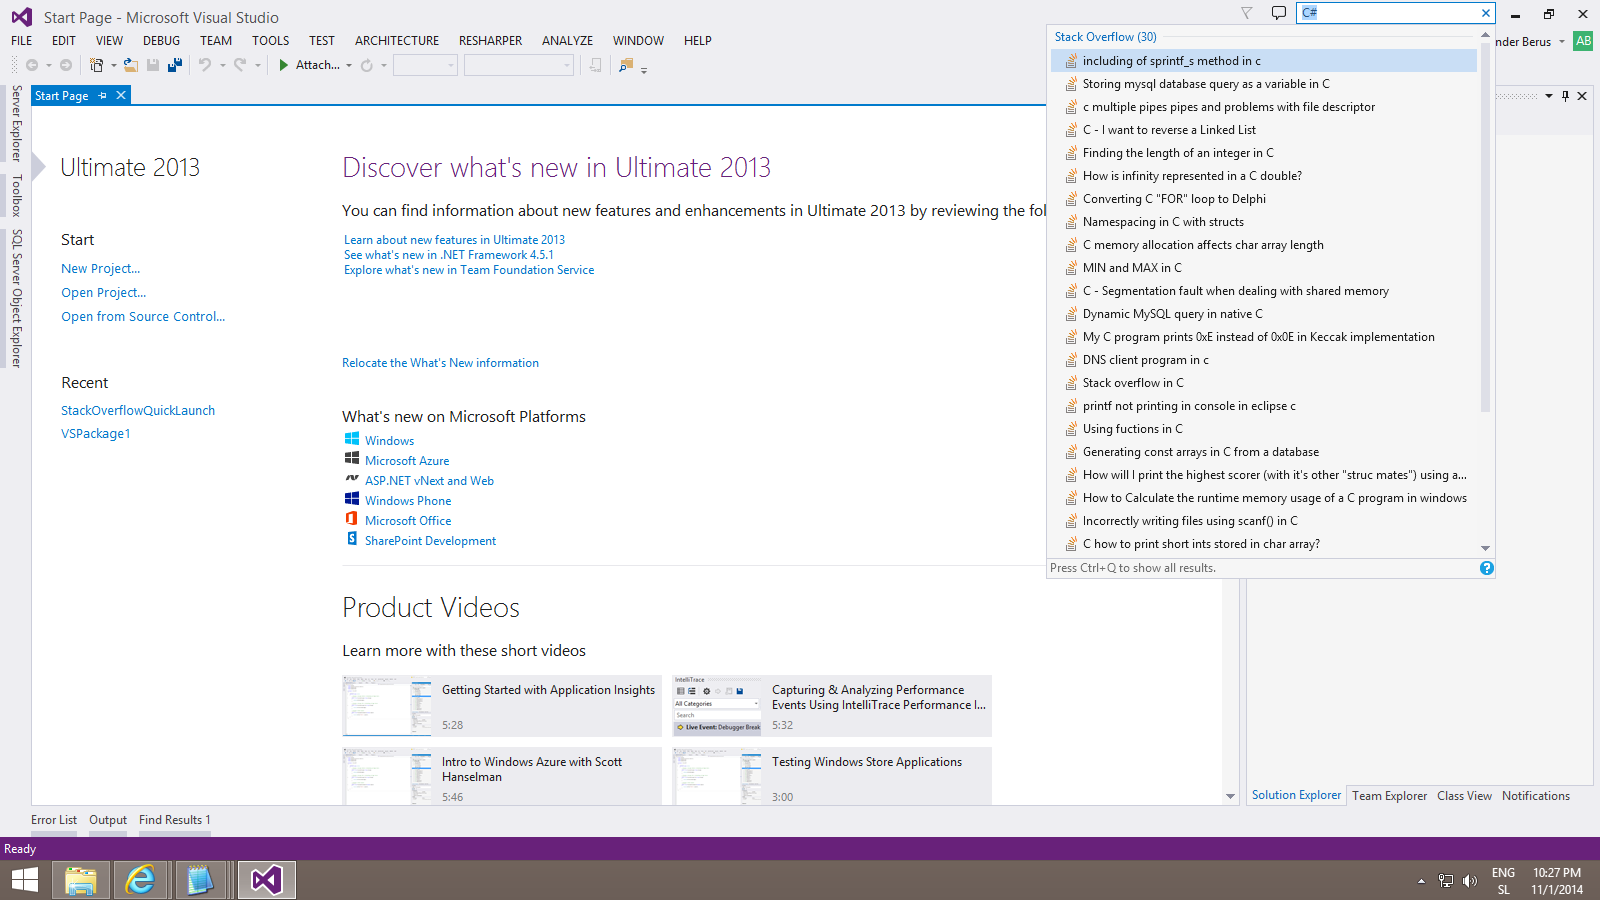 Start Page - Microsoft Visual Studio
C#
FILE EDIT VIEW DEBUG TEAM TOOLS TEST ARCHITECTURE RESHARPER ANALYZE WINDOW HELP
nder Berus AB
Attach...
Start Page
Server Explorer
Toolbox
SQL Server Object Explorer
Ultimate 2013
Start
New Project...
Open Project...
Open from Source Control...
Recent
StackOverflowQuickLaunch
VSPackage1
Discover what's new in Ultimate 2013
You can find information about new features and enhancements in Ultimate 2013 by reviewing the fol
Learn about new features in Ultimate 2013
See what's new in .NET Framework 4.5.1
Explore what's new in Team Foundation Service
Relocate the What's New information
What's new on Microsoft Platforms
Windows
Microsoft Azure
ASP.NET vNext and Web
Windows Phone
Microsoft Office
SharePoint Development
Product Videos
Learn more with these short videos
Getting Started with Application Insights
5:28
IntelliTrace
All Categories
Search
Live Event: Debugger Break
Capturing & Analyzing Performance
Events Using IntelliTrace Performance I...
5:32
Intro to Windows Azure with Scott
Hanselman
5:46
Testing Windows Store Applications
3:00
Stack Overflow (30)
including of sprintf_s method in c
Storing mysql database query as a variable in C
c multiple pipes pipes and problems with file descriptor
C - I want to reverse a Linked List
Finding the length of an integer in C
How is infinity represented in a C double?
Converting C "FOR" loop to Delphi
Namespacing in C with structs
C memory allocation affects char array length
MIN and MAX in C
C - Segmentation fault when dealing with shared memory
Dynamic MySQL query in native C
My C program prints 0xE instead of 0x0E in Keccak implementation
DNS client program in c
Stack overflow in C
printf not printing in console in eclipse c
Using fuctions in C
Generating const arrays in C from a database
How will I print the highest scorer (with it's other "struc mates") using a...
How to Calculate the runtime memory usage of a C program in windows
Incorrectly writing files using scanf() in C
C how to print short ints stored in char array?
Press Ctrl+Q to show all results.
Solution Explorer Team Explorer Class View Notifications
Error List Output Find Results 1
Ready
ENG
SL
10:27 PM
11/1/2014